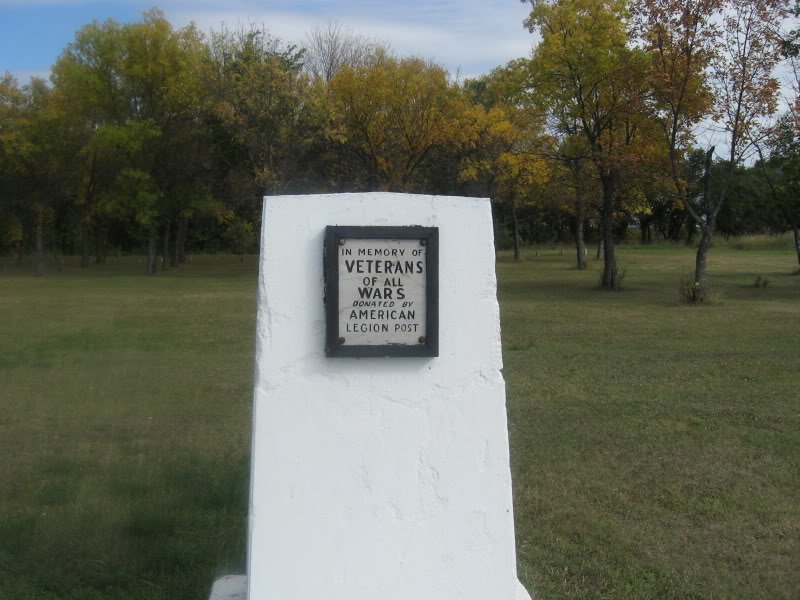 IN MEMORY OF
VETERANS
OF ALL
WARS
DONATED BY
AMERICAN
LEGION POST